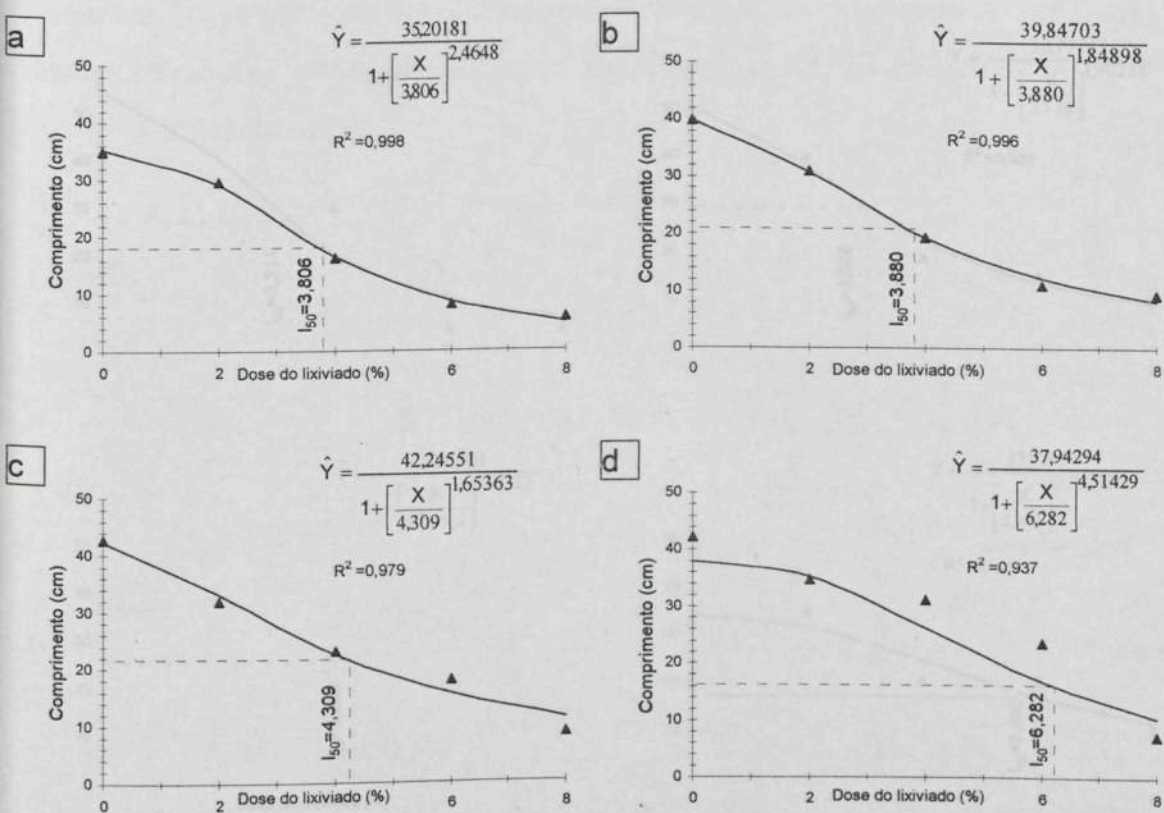 a
Ŷ = 35,20181 / 1+[X/3,806]^2,4648
R² =0,998
Comprimento (cm)
50
40
30
20
10
0
I₅₀=3,806
0 2 4 6 8
Dose do lixiviado (%)
b
Ŷ = 39,84703 / 1+[X/3,880]^1,84898
R² =0,996
Comprimento (cm)
50
40
30
20
10
0
I₅₀=3,880
0 2 4 6 8
Dose do lixiviado (%)
c
Ŷ = 42,24551 / 1+[X/4,309]^1,65363
R² =0,979
Comprimento (cm)
50
40
30
20
10
0
I₅₀=4,309
0 2 4 6 8
Dose do lixiviado (%)
d
Ŷ = 37,94294 / 1+[X/6,282]^4,51429
R² =0,937
Comprimento (cm)
50
40
30
20
10
0
I₅₀=6,282
0 2 4 6 8
Dose do lixiviado (%)